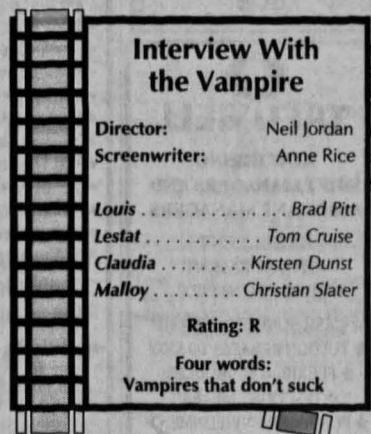 Interview With
the Vampire
Director: Neil Jordan
Screenwriter: Anne Rice
Louis . . . . . . . . . . . . Brad Pitt
Lestat . . . . . . . . . . Tom Cruise
Claudia . . . . . . . Kirsten Dunst
Malloy . . . . . . . . Christian Slater
Rating: R
Four words:
Vampires that don't suck